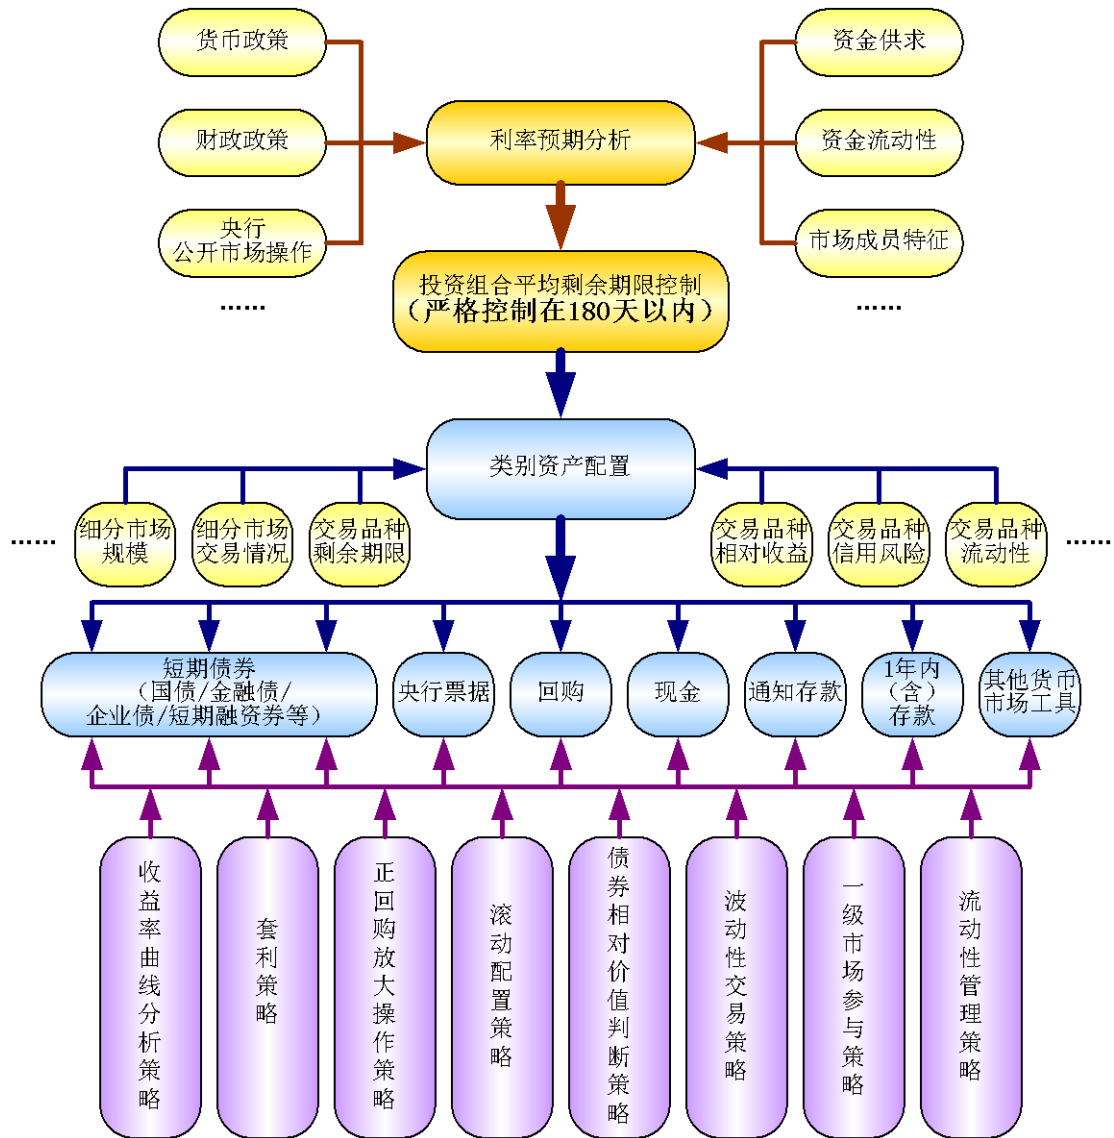 货币政策
资金供求
财政政策
利率预期分析
资金流动性
央行
公开市场操作
市场成员特征
……
投资组合平均剩余期限控制
（严格控制在180天以内）
……
类别资产配置
……
细分市场
规模
细分市场
交易情况
交易品种
剩余期限
交易品种
相对收益
交易品种
信用风险
交易品种
流动性
……
短期债券
（国债/金融债/
企业债/短期融资券等）
央行票据
回购
现金
通知存款
1年内
（含）
存款
其他货币
市场工具
收益率曲线分析策略
套利策略
正回购放大操作策略
滚动配置策略
债券相对价值判断策略
波动性交易策略
一级市场参与策略
流动性管理策略